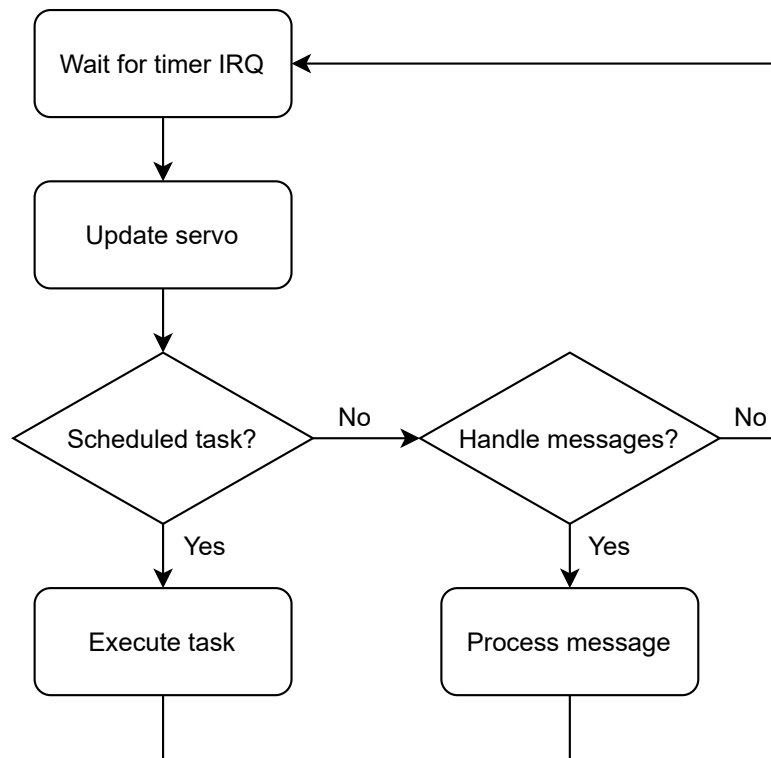 Wait for timer IRQ
Update servo
Scheduled task?
No
Handle messages?
No
Yes
Yes
Execute task
Process message